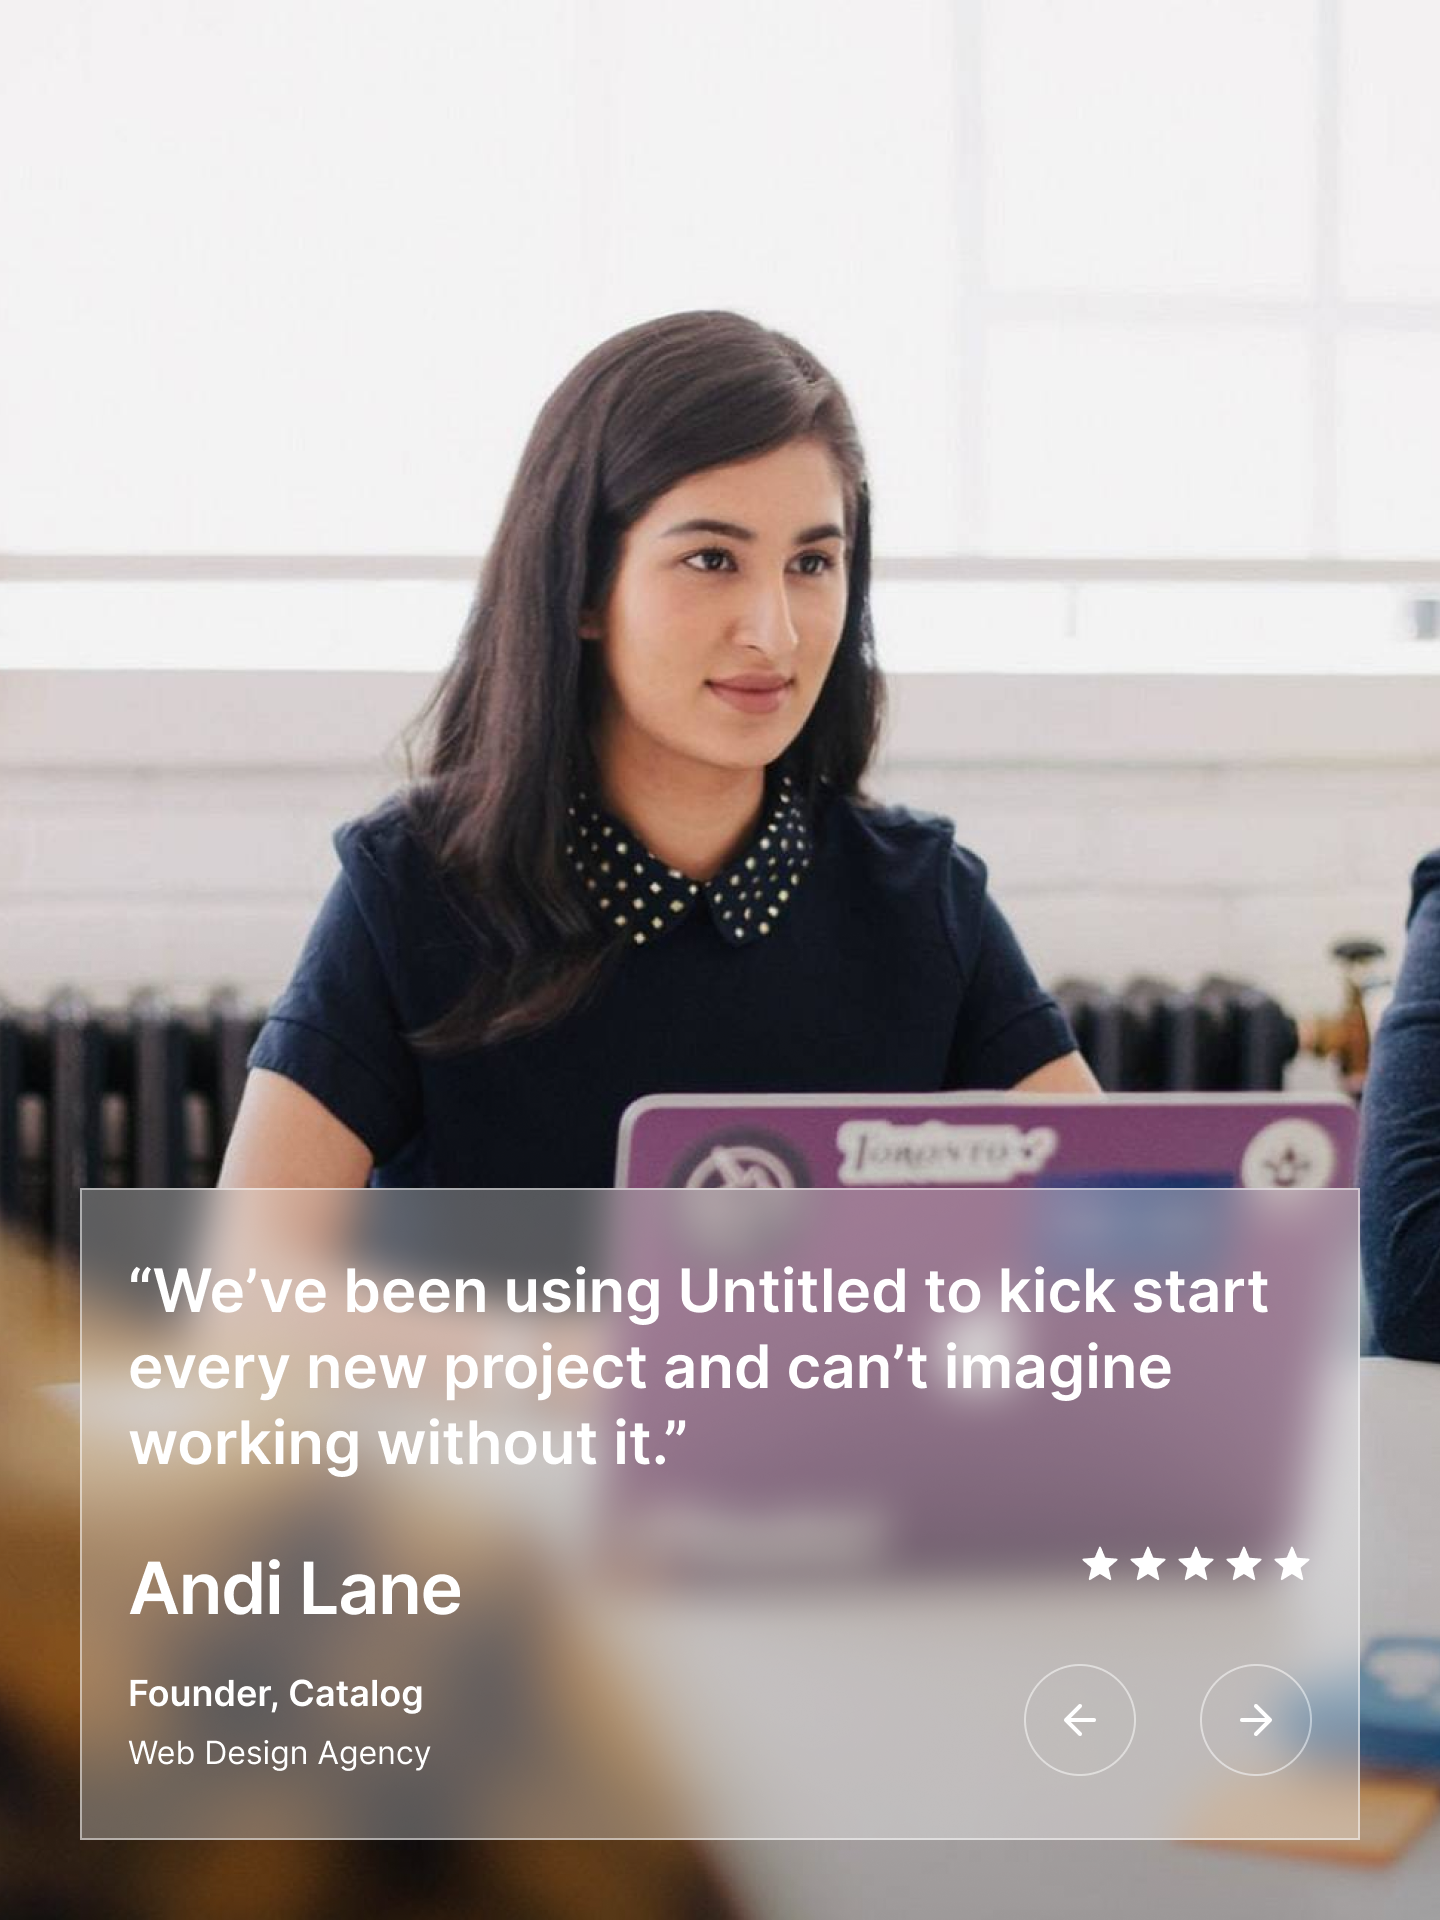 TORONTO
“We’ve been using Untitled to kick start
every new project and can’t imagine
working without it.”
Andi Lane
Founder, Catalog
Web Design Agency